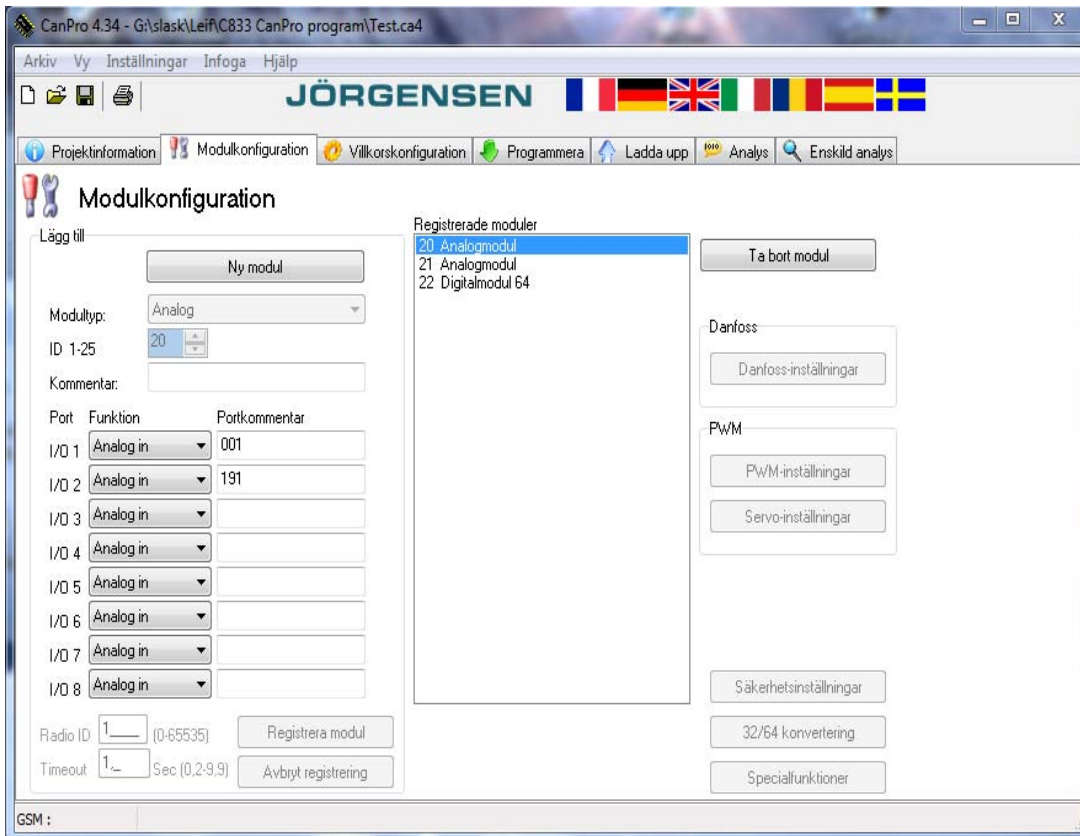 CanPro 4.34 - G:\slask\Leif\C833 CanPro program\Test.ca4
Arkiv Vy Inställningar Infoga Hjälp
JÖRGENSEN
Projektinformation Modulkonfiguration Villkorskonfiguration Programmera Ladda upp Analys Enskild analys
Modulkonfiguration
Lägg till
Ny modul
Modultyp: Analog
ID 1-25 20
Kommentar:
Port Funktion Portkommentar
I/O 1 Analog in 001
I/O 2 Analog in 191
I/O 3 Analog in
I/O 4 Analog in
I/O 5 Analog in
I/O 6 Analog in
I/O 7 Analog in
I/O 8 Analog in
Radio ID 1____ (0-65535) Registrera modul
Timeout 1,_ Sec (0,2-9,9) Avbryt registrering
Registrerade moduler
20 Analogmodul
21 Analogmodul
22 Digitalmodul 64
Ta bort modul
Danfoss
Danfoss-inställningar
PWM
PWM-inställningar
Servo-inställningar
Säkerhetsinställningar
32/64 konvertering
Specialfunktioner
GSM :